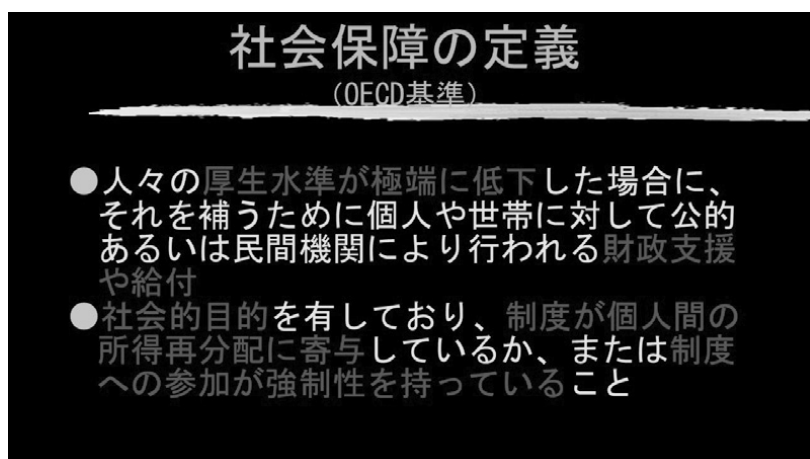 社会保障の定義
(OECD基準)
●人々の厚生水準が極端に低下した場合に、
それを補うために個人や世帯に対して公的
あるいは民間機関により行われる財政支援
や給付
●社会的目的を有しており、制度が個人間の
所得再分配に寄与しているか、または制度
への参加が強制性を持っていること